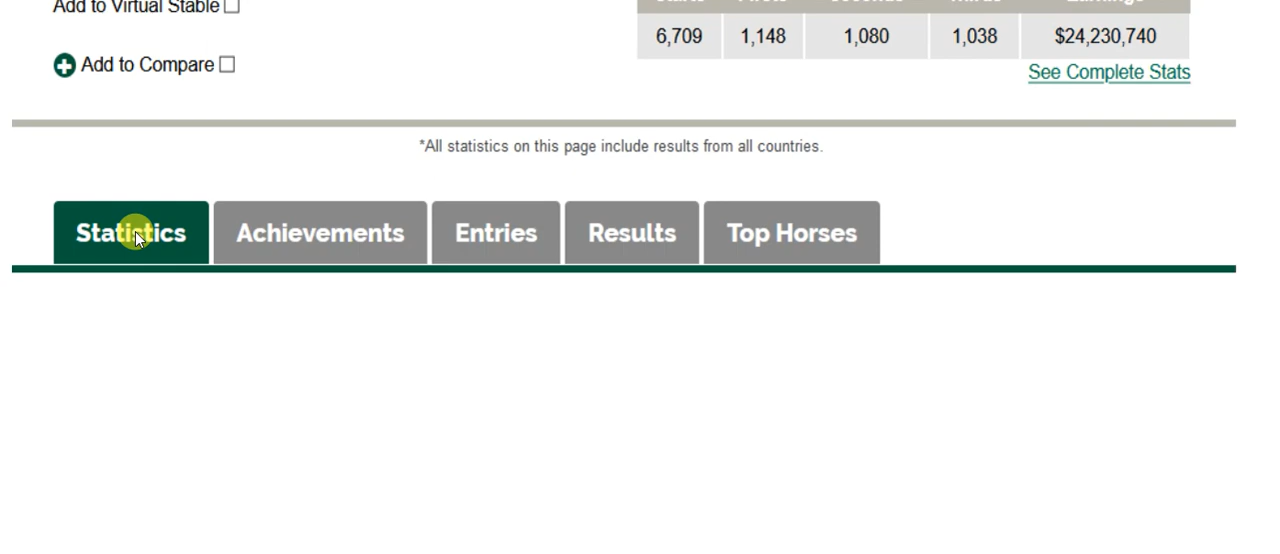 Add to Virtual Stable
6,709 1,148 1,080 1,038 $24,230,740
Add to Compare
See Complete Stats
*All statistics on this page include results from all countries.
Statistics Achievements Entries Results Top Horses